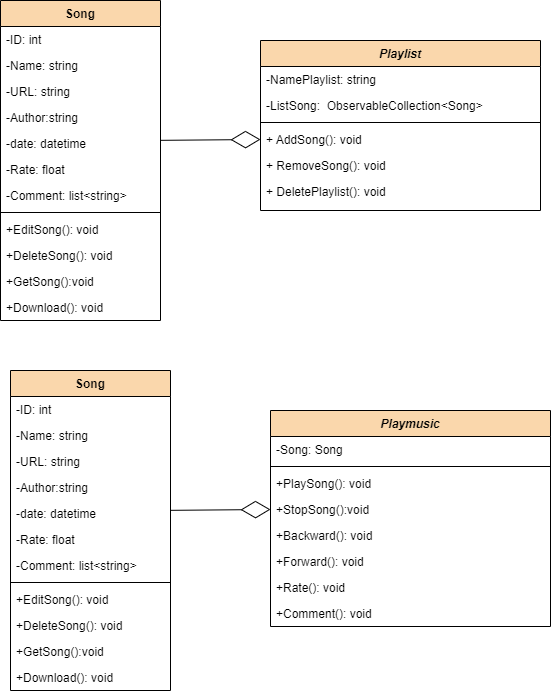 Song
-ID: int
-Name: string
-URL: string
-Author:string
-date: datetime
-Rate: float
-Comment: list<string>
+EditSong(): void
+DeleteSong(): void
+GetSong():void
+Download(): void
Playlist
-NamePlaylist: string
-ListSong:  ObservableCollection<Song>
+ AddSong(): void
+ RemoveSong(): void
+ DeletePlaylist(): void
Song
-ID: int
-Name: string
-URL: string
-Author:string
-date: datetime
-Rate: float
-Comment: list<string>
+EditSong(): void
+DeleteSong(): void
+GetSong():void
+Download(): void
Playmusic
-Song: Song
+PlaySong(): void
+StopSong():void
+Backward(): void
+Forward(): void
+Rate(): void
+Comment(): void